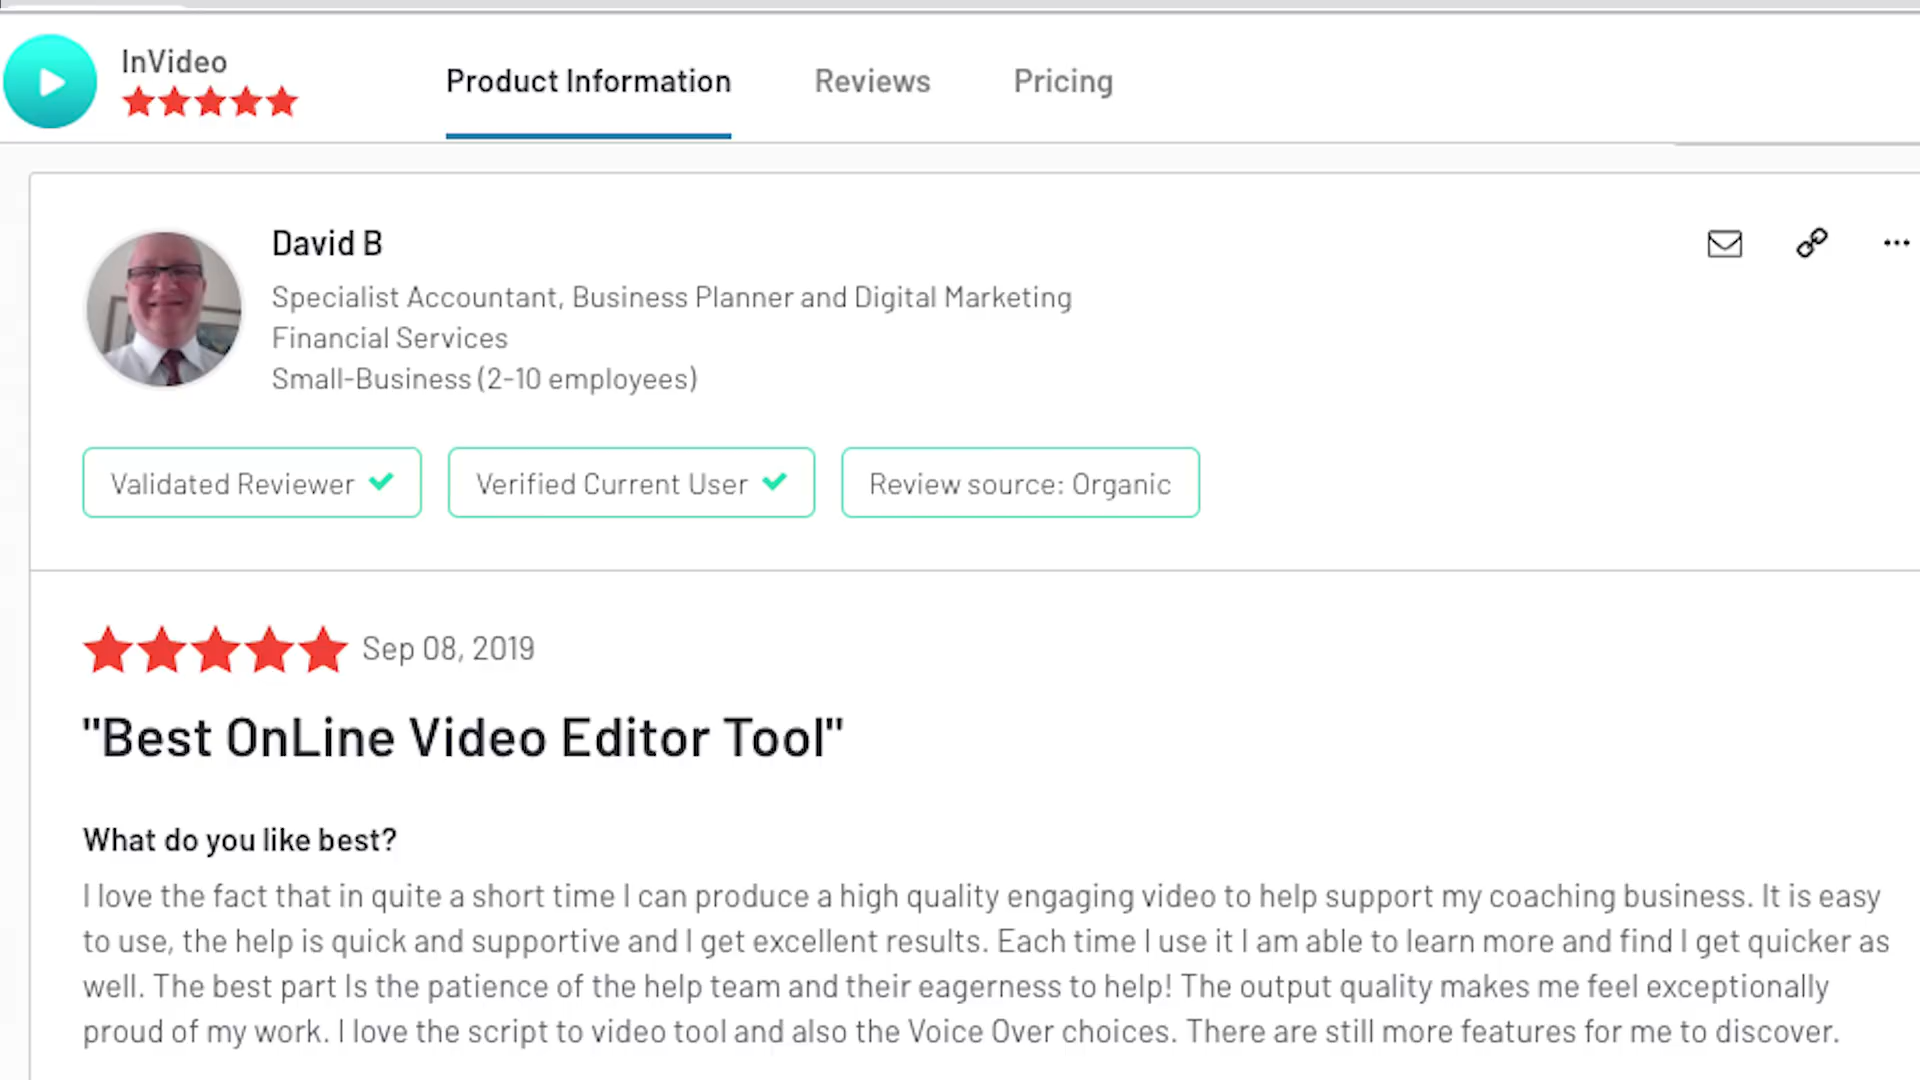 InVideo
Product Information
Reviews
Pricing
David B
Specialist Accountant, Business Planner and Digital Marketing
Financial Services
Small-Business (2-10 employees)
Validated Reviewer
Verified Current User
Review source: Organic
Sep 08, 2019
"Best OnLine Video Editor Tool"
What do you like best?
I love the fact that in quite a short time I can produce a high quality engaging video to help support my coaching business. It is easy
to use, the help is quick and supportive and I get excellent results. Each time I use it I am able to learn more and find I get quicker as
well. The best part Is the patience of the help team and their eagerness to help! The output quality makes me feel exceptionally
proud of my work. I love the script to video tool and also the Voice Over choices. There are still more features for me to discover.